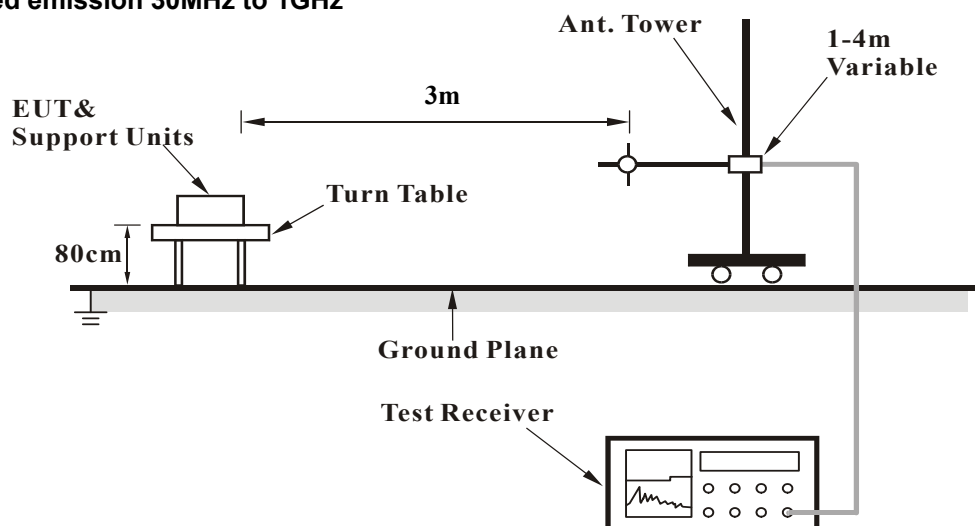 ed emission 30MHz to 1GHz
Ant. Tower
1-4m
Variable
3m
EUT&
Support Units
Turn Table
80cm
Ground Plane
Test Receiver